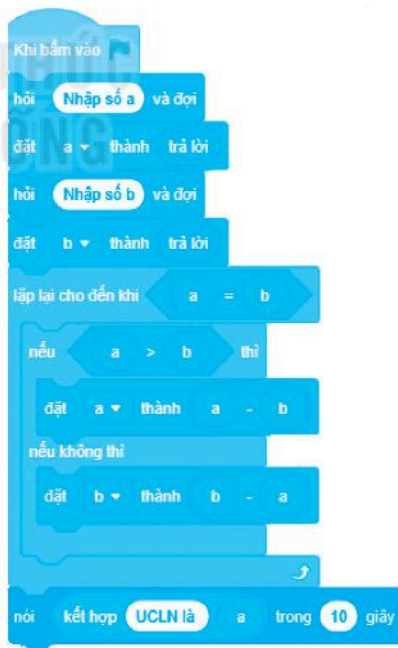 Khi bấm vào
hỏi Nhập số a và đợi
đặt a thành trả lời
hỏi Nhập số b và đợi
đặt b thành trả lời
lặp lại cho đến khi a = b
nếu a > b thì
đặt a thành a - b
nếu không thì
đặt b thành b - a
nói kết hợp UCLN là a trong 10 giây